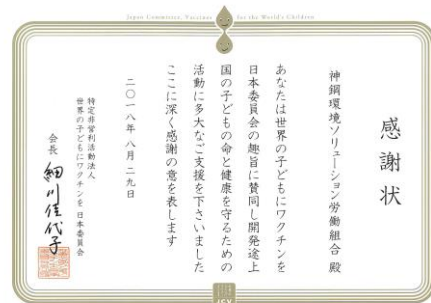 Japan Committee, Vaccines for the World's Children
感謝状
神鋼環境ソリューション労働組合 殿
あなたは世界の子どもにワクチンを
日本委員会の趣旨に賛同し開発途上
国の子どもの命と健康を守るための
活動に多大なご支援を下さいました
ここに深く感謝の意を表します
二〇一八年八月二九日
特定非営利活動法人
世界の子どもにワクチンを 日本委員会
会長 細川佳代子
JCV